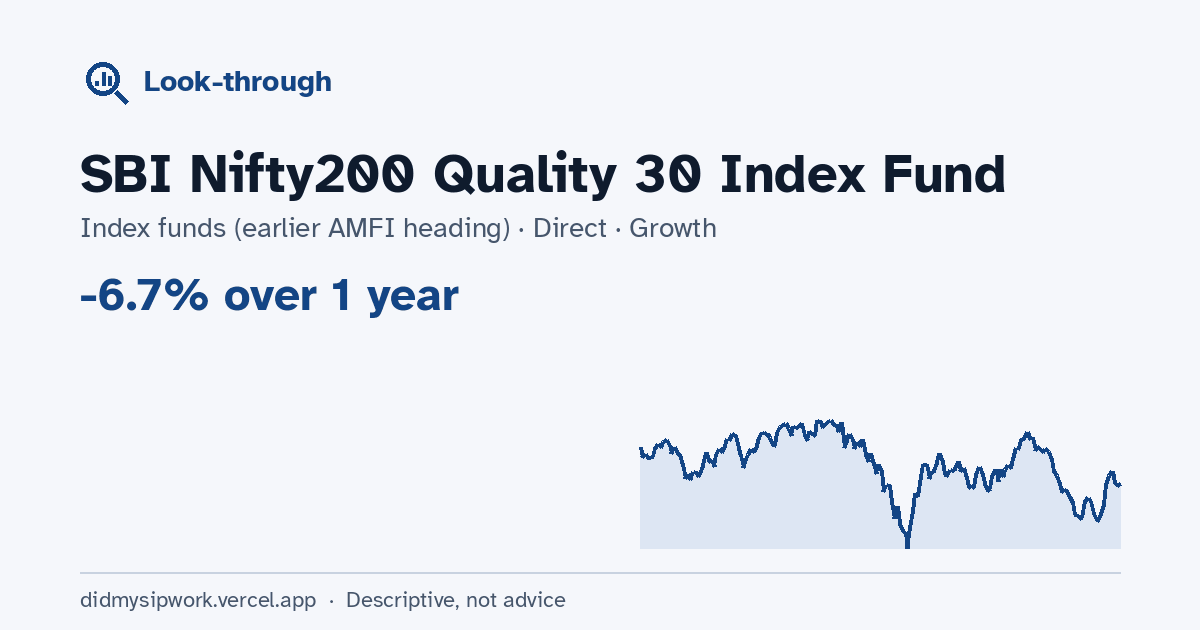 Look-through
SBI Nifty200 Quality 30 Index Fund
Index funds (earlier AMFI heading) · Direct · Growth
-6.7% over 1 year
didmysipwork.vercel.app · Descriptive, not advice